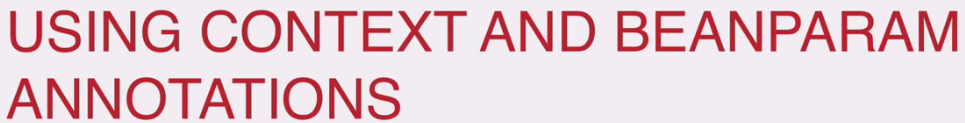 USING CONTEXT AND BEANPARAM
ANNOTATIONS